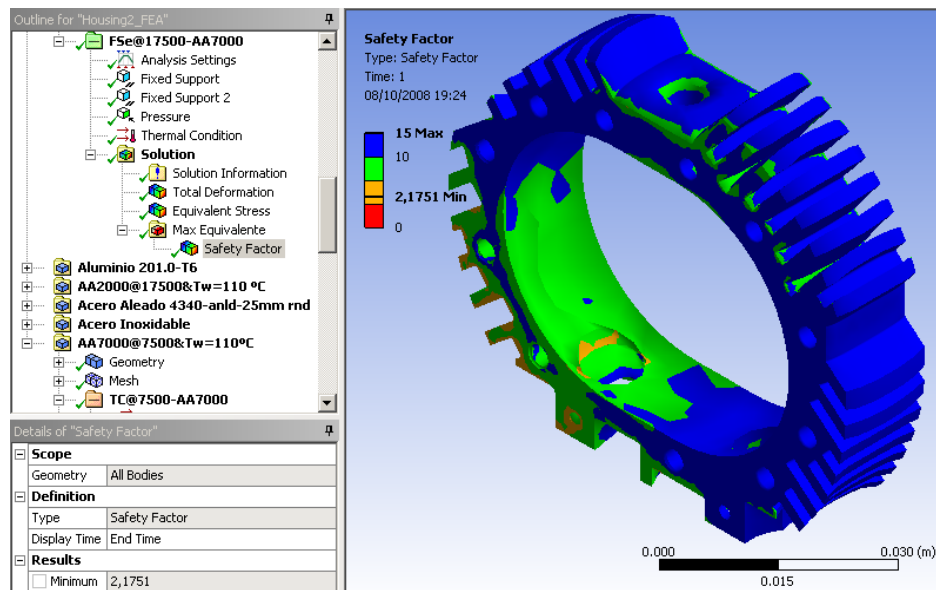 Outline for "Housing2_FEA"
FSe@17500-AA7000
Analysis Settings
Fixed Support
Fixed Support 2
Pressure
Thermal Condition
Solution
Solution Information
Total Deformation
Equivalent Stress
Max Equivalente
Safety Factor
Aluminio 201.0-T6
AA2000@17500&Tw=110 ºC
Acero Aleado 4340-anld-25mm rnd
Acero Inoxidable
AA7000@7500&Tw=110ºC
Geometry
Mesh
TC@7500-AA7000
Details of "Safety Factor"
Scope
Geometry All Bodies
Definition
Type Safety Factor
Display Time End Time
Results
Minimum 2,1751
Safety Factor
Type: Safety Factor
Time: 1
08/10/2008 19:24
15 Max
10
2,1751 Min
0
0.000 0.030 (m)
0.015